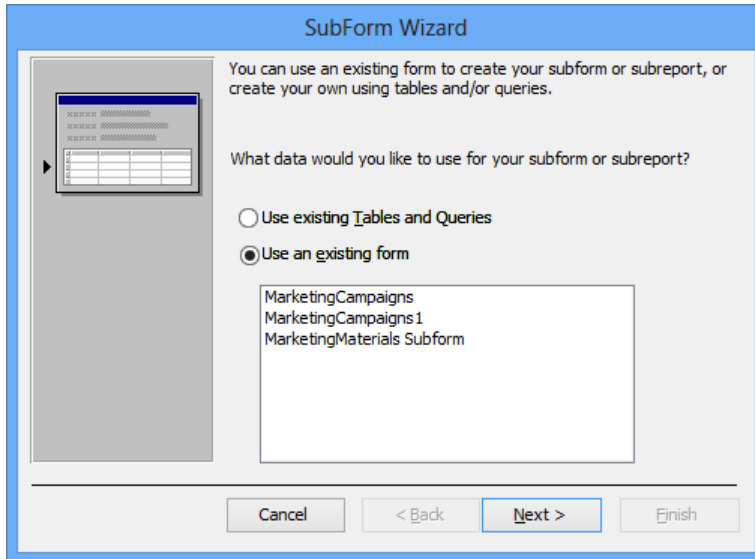 SubForm Wizard
You can use an existing form to create your subform or subreport, or
create your own using tables and/or queries.
What data would you like to use for your subform or subreport?
Use existing Tables and Queries
Use an existing form
MarketingCampaigns
MarketingCampaigns1
MarketingMaterials Subform
Cancel
< Back
Next >
Finish